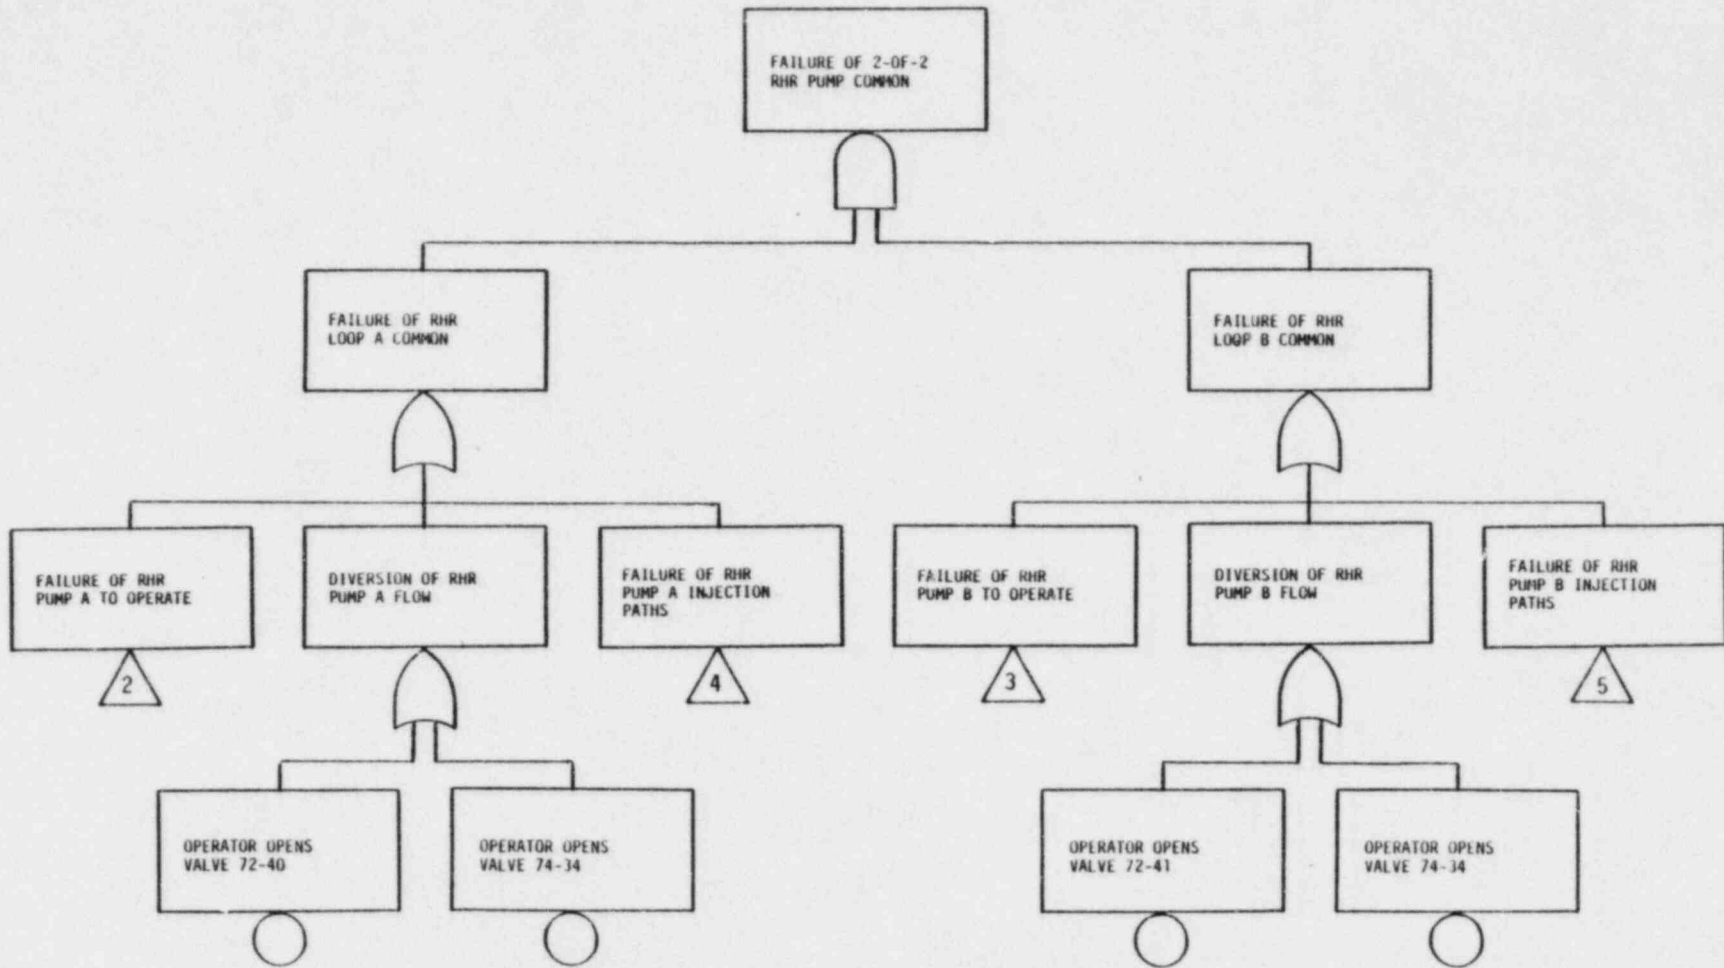 FAILURE OF 2-OF-2
RHR PUMP COMMON
FAILURE OF RHR
LOOP A COMMON
FAILURE OF RHR
LOOP B COMMON
FAILURE OF RHR
PUMP A TO OPERATE
DIVERSION OF RHR
PUMP A FLOW
FAILURE OF RHR
PUMP A INJECTION
PATHS
FAILURE OF RHR
PUMP B TO OPERATE
DIVERSION OF RHR
PUMP B FLOW
FAILURE OF RHR
PUMP B INJECTION
PATHS
2
4
3
5
OPERATOR OPENS
VALVE 72-40
OPERATOR OPENS
VALVE 74-34
OPERATOR OPENS
VALVE 72-41
OPERATOR OPENS
VALVE 74-34